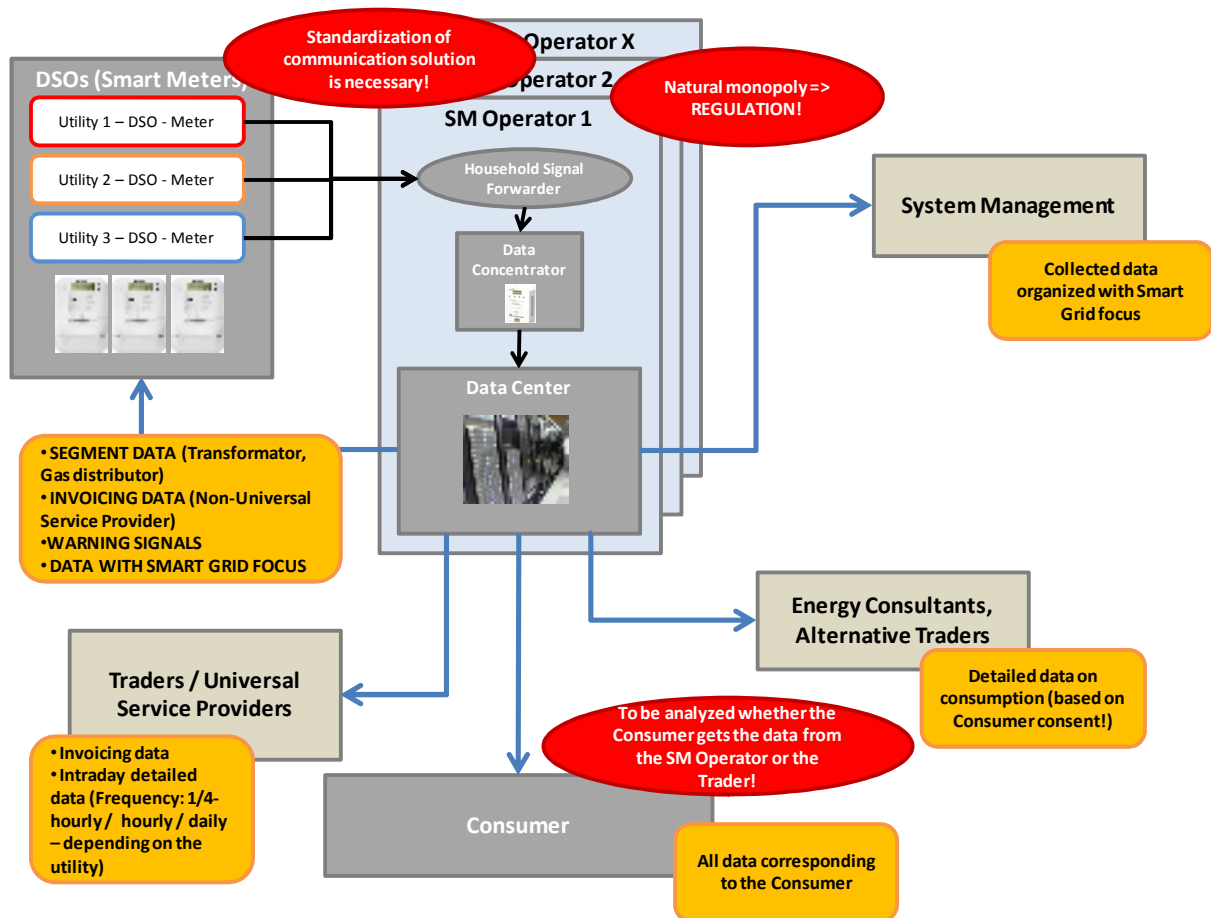 Standardization of
communication solution
is necessary!
Operator X
Operator 2
Natural monopoly =>
REGULATION!
DSOs (Smart Meters)
SM Operator 1
Utility 1 – DSO - Meter
Utility 2 – DSO - Meter
Utility 3 – DSO - Meter
Household Signal
Forwarder
Data
Concentrator
Data Center
System Management
Collected data
organized with Smart
Grid focus
• SEGMENT DATA (Transformator,
Gas distributor)
• INVOICING DATA (Non-Universal
Service Provider)
• WARNING SIGNALS
• DATA WITH SMART GRID FOCUS
Energy Consultants,
Alternative Traders
Detailed data on
consumption (based on
Consumer consent!)
Traders / Universal
Service Providers
• Invoicing data
• Intraday detailed
data (Frequency: 1/4-
hourly / hourly / daily
– depending on the
utility)
To be analyzed whether the
Consumer gets the data from
the SM Operator or the
Trader!
Consumer
All data corresponding
to the Consumer